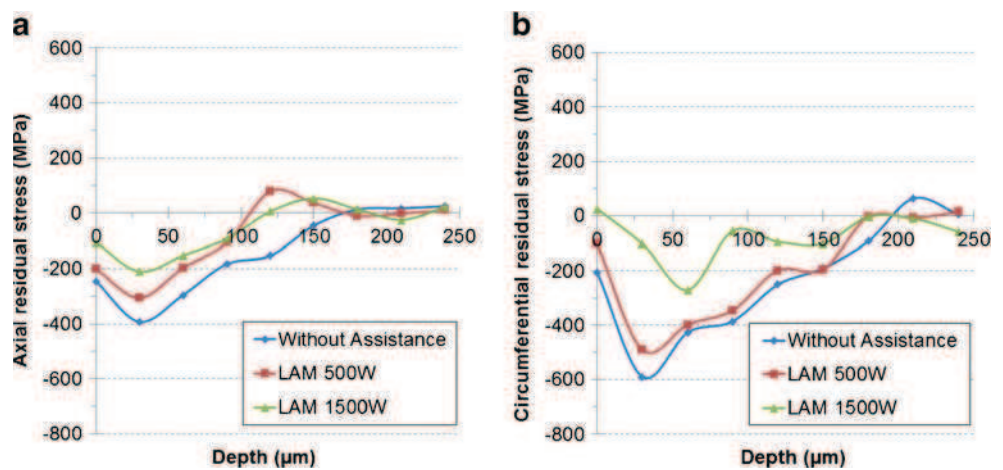 a
Axial residual stress (MPa)
600
400
200
0
-200
-400
-600
-800
0 50 100 150 200 250
Without Assistance
LAM 500W
LAM 1500W
Depth (µm)
b
Circumferential residual stress (MPa)
600
400
200
0
-200
-400
-600
-800
0 50 100 150 200 250
Without Assistance
LAM 500W
LAM 1500W
Depth (µm)